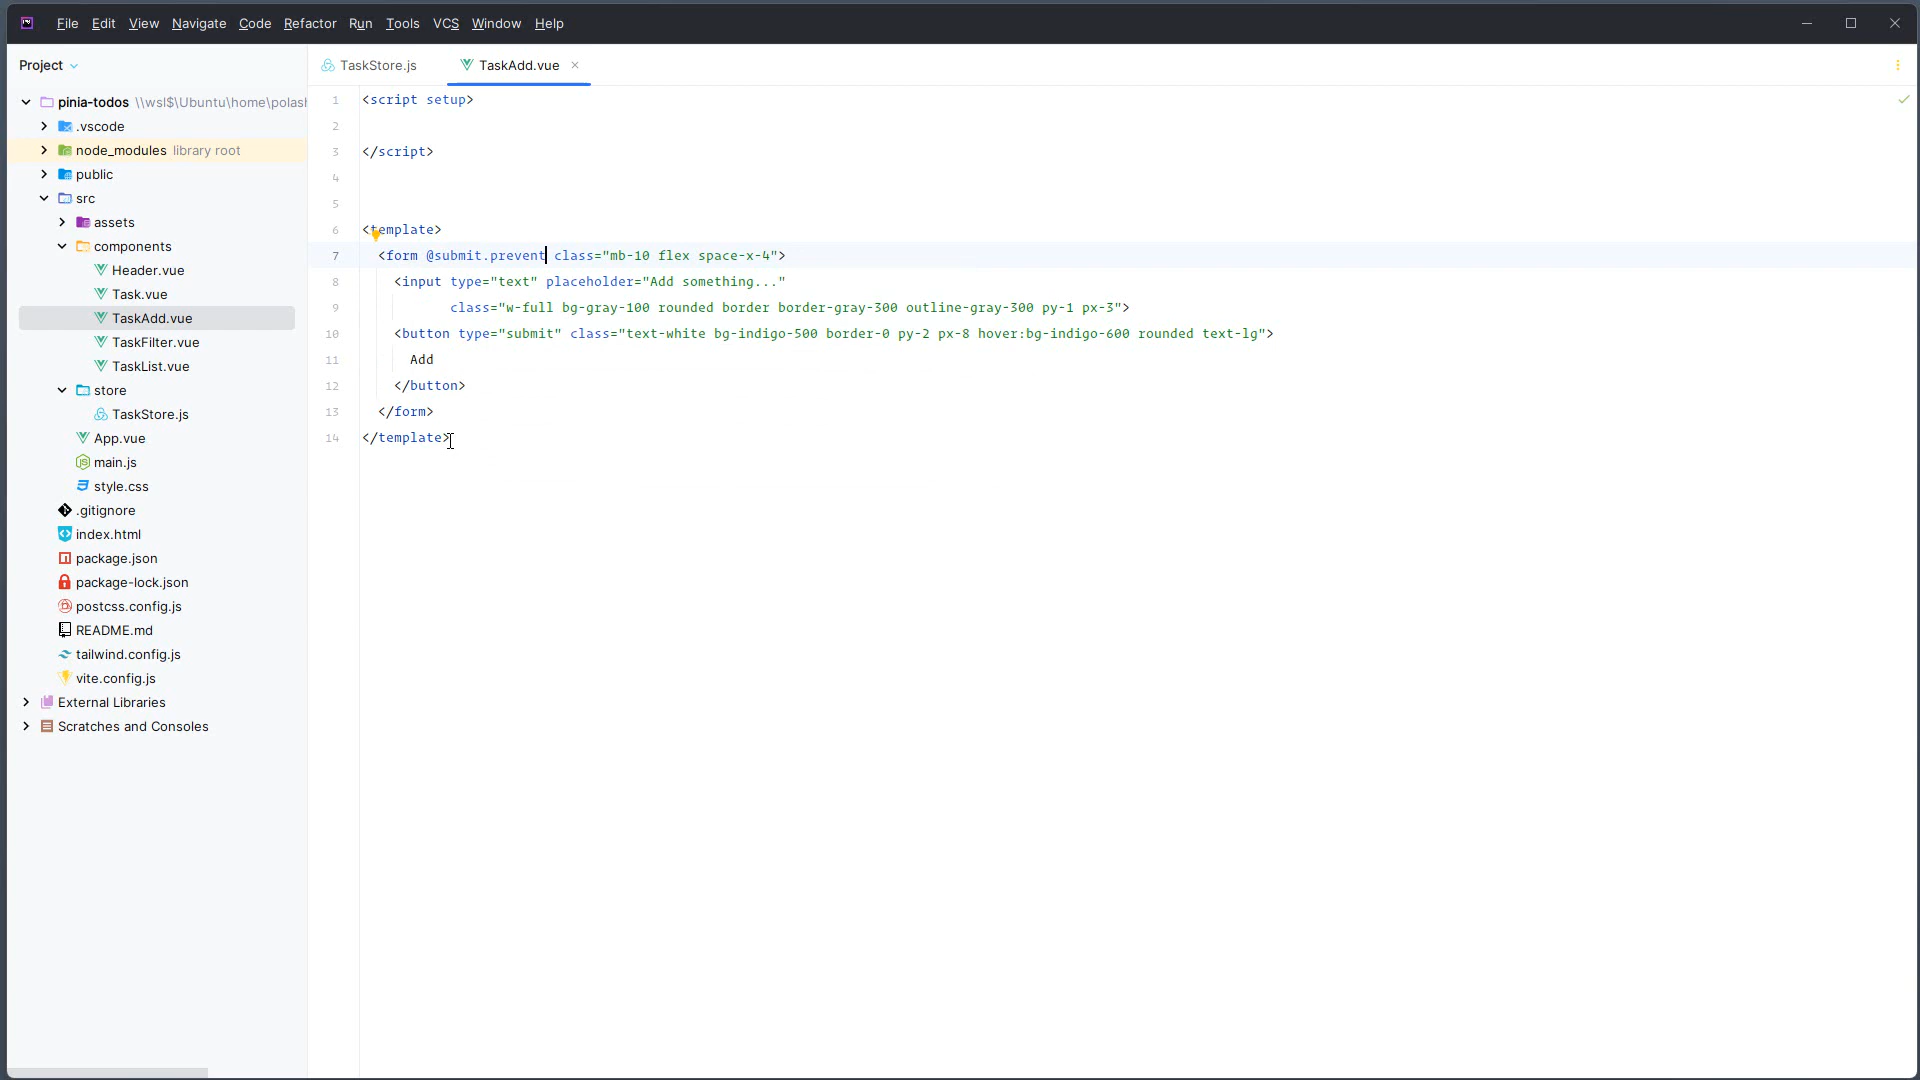 File Edit View Navigate Code Refactor Run Tools VCS Window Help
Project
TaskStore.js
TaskAdd.vue
pinia-todos \\wsl$\Ubuntu\home\polash
.vscode
node_modules library root
public
src
assets
components
Header.vue
Task.vue
TaskAdd.vue
TaskFilter.vue
TaskList.vue
store
TaskStore.js
App.vue
main.js
style.css
.gitignore
index.html
package.json
package-lock.json
postcss.config.js
README.md
tailwind.config.js
vite.config.js
External Libraries
Scratches and Consoles
1 <script setup>
2
3 </script>
4
5
6 <template>
7 <form @submit.prevent class="mb-10 flex space-x-4">
8 <input type="text" placeholder="Add something..."
9 class="w-full bg-gray-100 rounded border border-gray-300 outline-gray-300 py-1 px-3">
10 <button type="submit" class="text-white bg-indigo-500 border-0 py-2 px-8 hover:bg-indigo-600 rounded text-lg">
11 Add
12 </button>
13 </form>
14 </template>